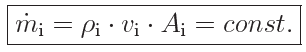 ṁᵢ = ρᵢ · vᵢ · Aᵢ = const.